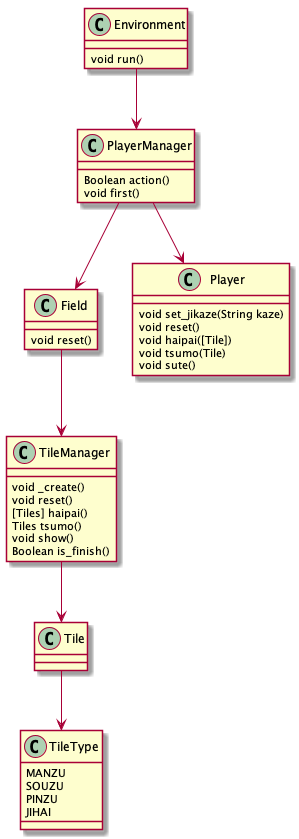 C Environment
void run()
C PlayerManager
Boolean action()
void first()
C Field
void reset()
C Player
void set_jikaze(String kaze)
void reset()
void haipai([Tile])
void tsumo(Tile)
void sute()
C TileManager
void _create()
void reset()
[Tiles] haipai()
Tiles tsumo()
void show()
Boolean is_finish()
C Tile
C TileType
MANZU
SOUZU
PINZU
JIHAI